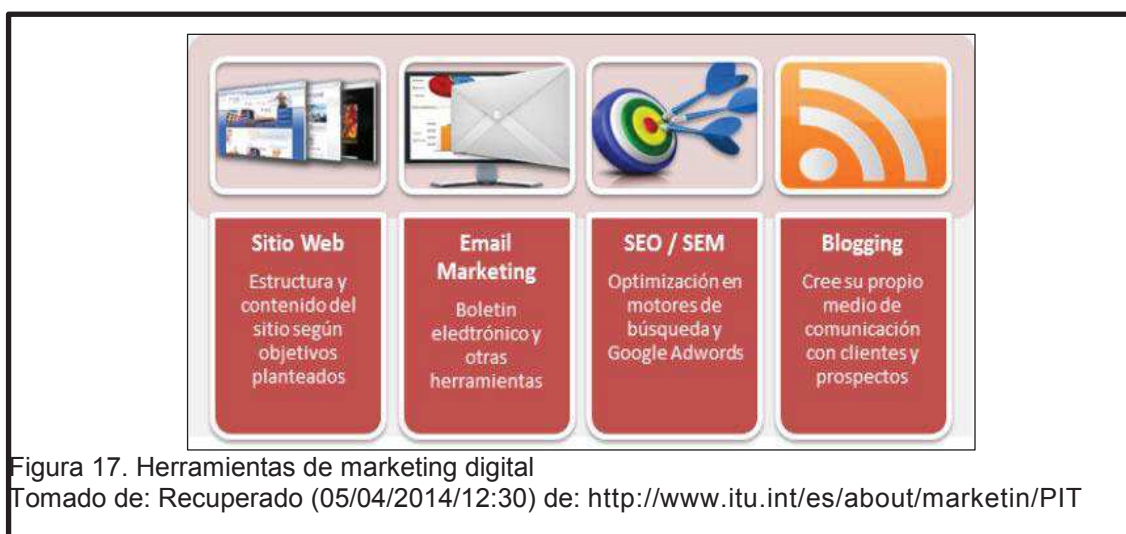 Sitio Web
Estructura y
contenido del
sitio según
objetivos
planteados
Email
Marketing
Boletin
eledtrónico y
otras
herramientas
SEO / SEM
Optimización en
motores de
búsqueda y
Google Adwords
Blogging
Cree su propio
medio de
comunicación
con clientes y
prospectos
Figura 17. Herramientas de marketing digital
Tomado de: Recuperado (05/04/2014/12:30) de: http://www.itu.int/es/about/marketin/PIT